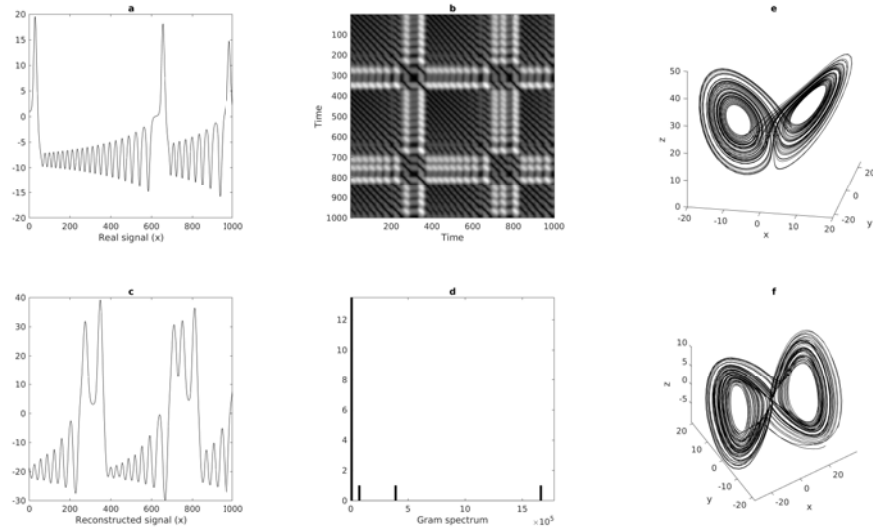 a
20
15
10
5
0
-5
-10
-15
-20
0 200 400 600 800 1000
Real signal (x)
b
Time
100
200
300
400
500
600
700
800
900
1000
200 400 600 800 1000
Time
e
z
50
40
30
20
10
0
-20 -10 0 10 20
x
20
0
-20
y
c
40
30
20
10
0
-10
-20
-30
0 200 400 600 800 1000
Reconstructed signal (x)
d
12
10
8
6
4
2
0
0 5 10 15
×10⁵
Gram spectrum
f
z
10
5
0
-5
20
0
-20
y
-20 0 20
x